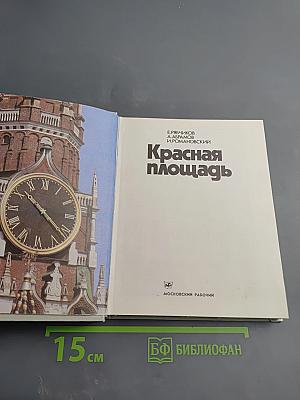 Е.РЯБЧИКОВ
А.АБРАМОВ
И.РОМАНОВСКИЙ
Красная
площадь
МОСКОВСКИЙ РАБОЧИЙ
15 см
БФ БИБЛИОФАН